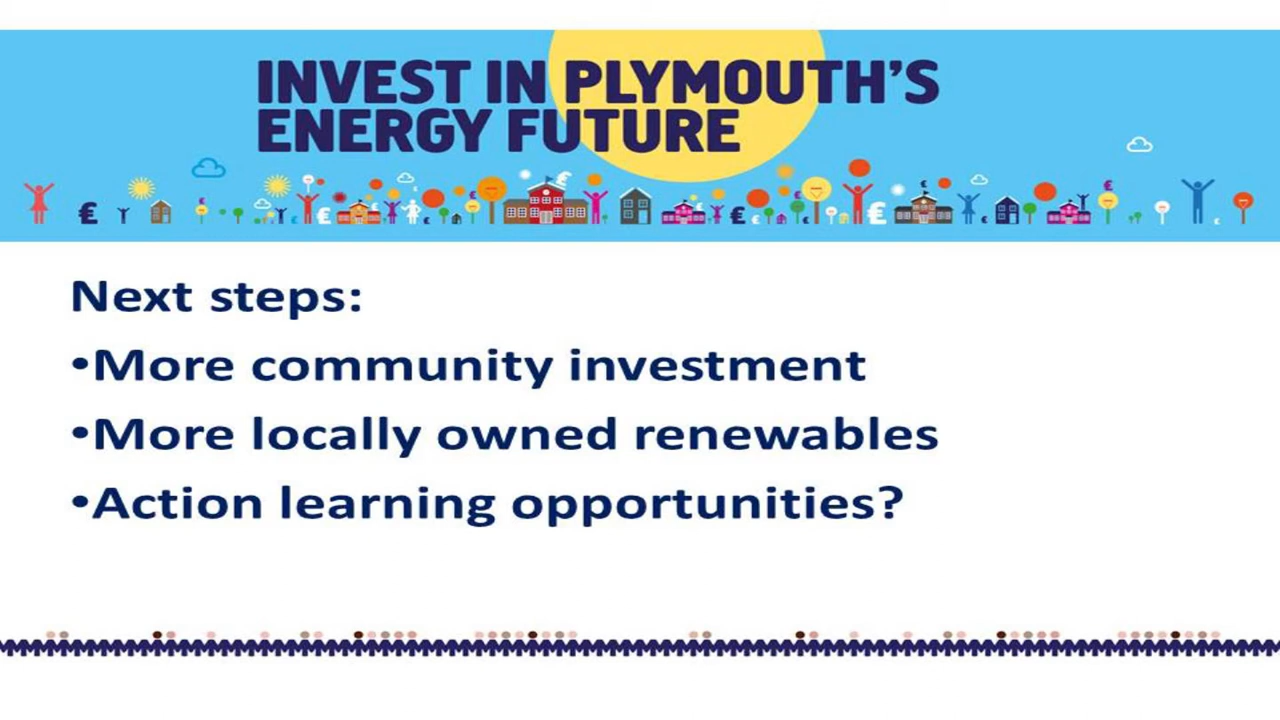 INVEST IN PLYMOUTH'S
ENERGY FUTURE
Next steps:
•More community investment
•More locally owned renewables
•Action learning opportunities?